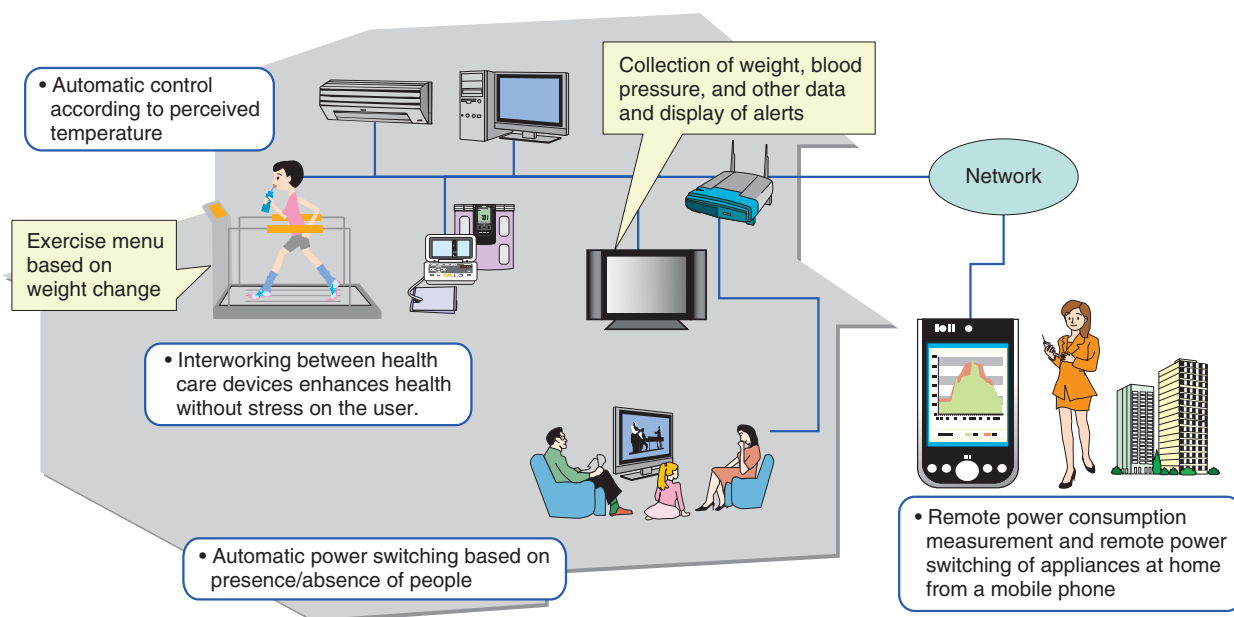 • Automatic control
according to perceived
temperature
Collection of weight, blood
pressure, and other data
and display of alerts
Network
Exercise menu
based on
weight change
• Interworking between health
care devices enhances health
without stress on the user.
• Automatic power switching based on
presence/absence of people
• Remote power consumption
measurement and remote power
switching of appliances at home
from a mobile phone